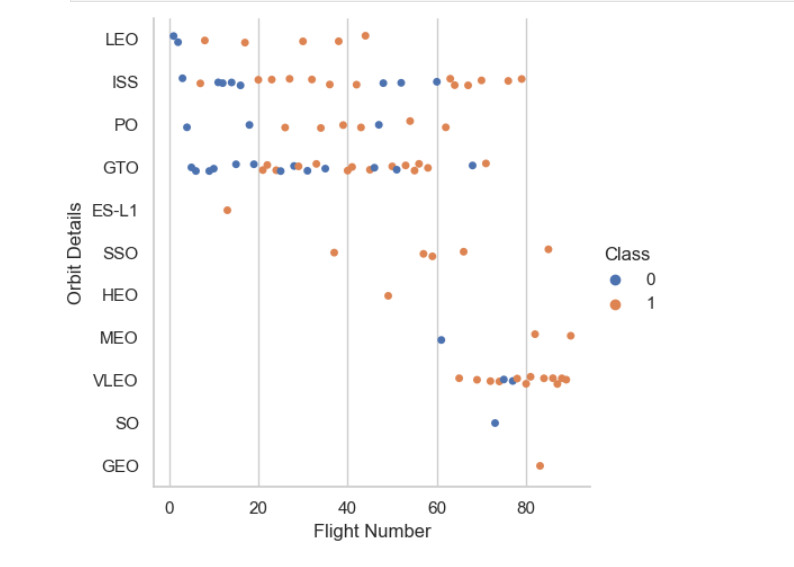 LEO
ISS
PO
GTO
ES-L1
SSO
HEO
MEO
VLEO
SO
GEO
Orbit Details
0 20 40 60 80
Flight Number
Class
0
1